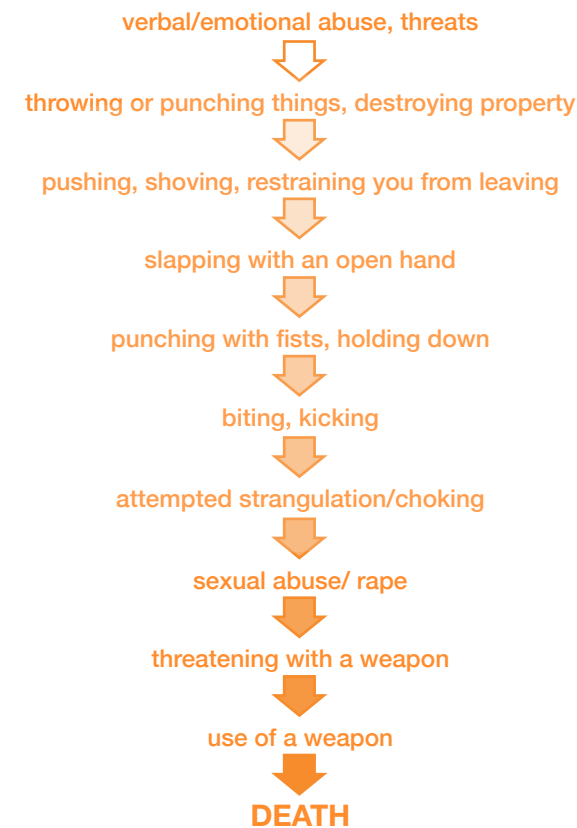 verbal/emotional abuse, threats
throwing or punching things, destroying property
pushing, shoving, restraining you from leaving
slapping with an open hand
punching with fists, holding down
biting, kicking
attempted strangulation/choking
sexual abuse/ rape
threatening with a weapon
use of a weapon
DEATH